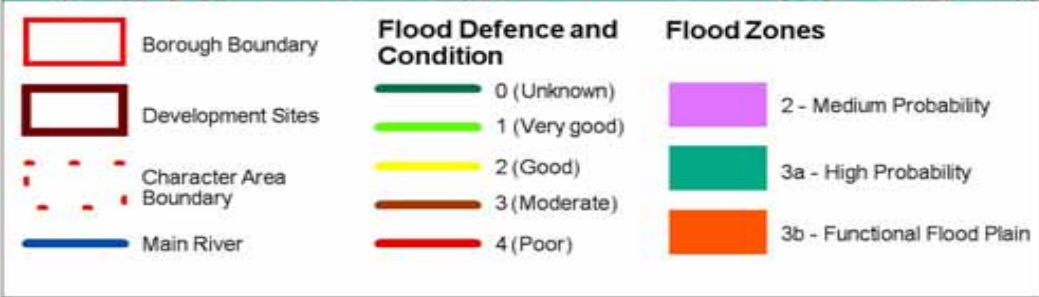 Borough Boundary
Development Sites
Character Area
Boundary
Main River
Flood Defence and
Condition
0 (Unknown)
1 (Very good)
2 (Good)
3 (Moderate)
4 (Poor)
Flood Zones
2 - Medium Probability
3a - High Probability
3b - Functional Flood Plain